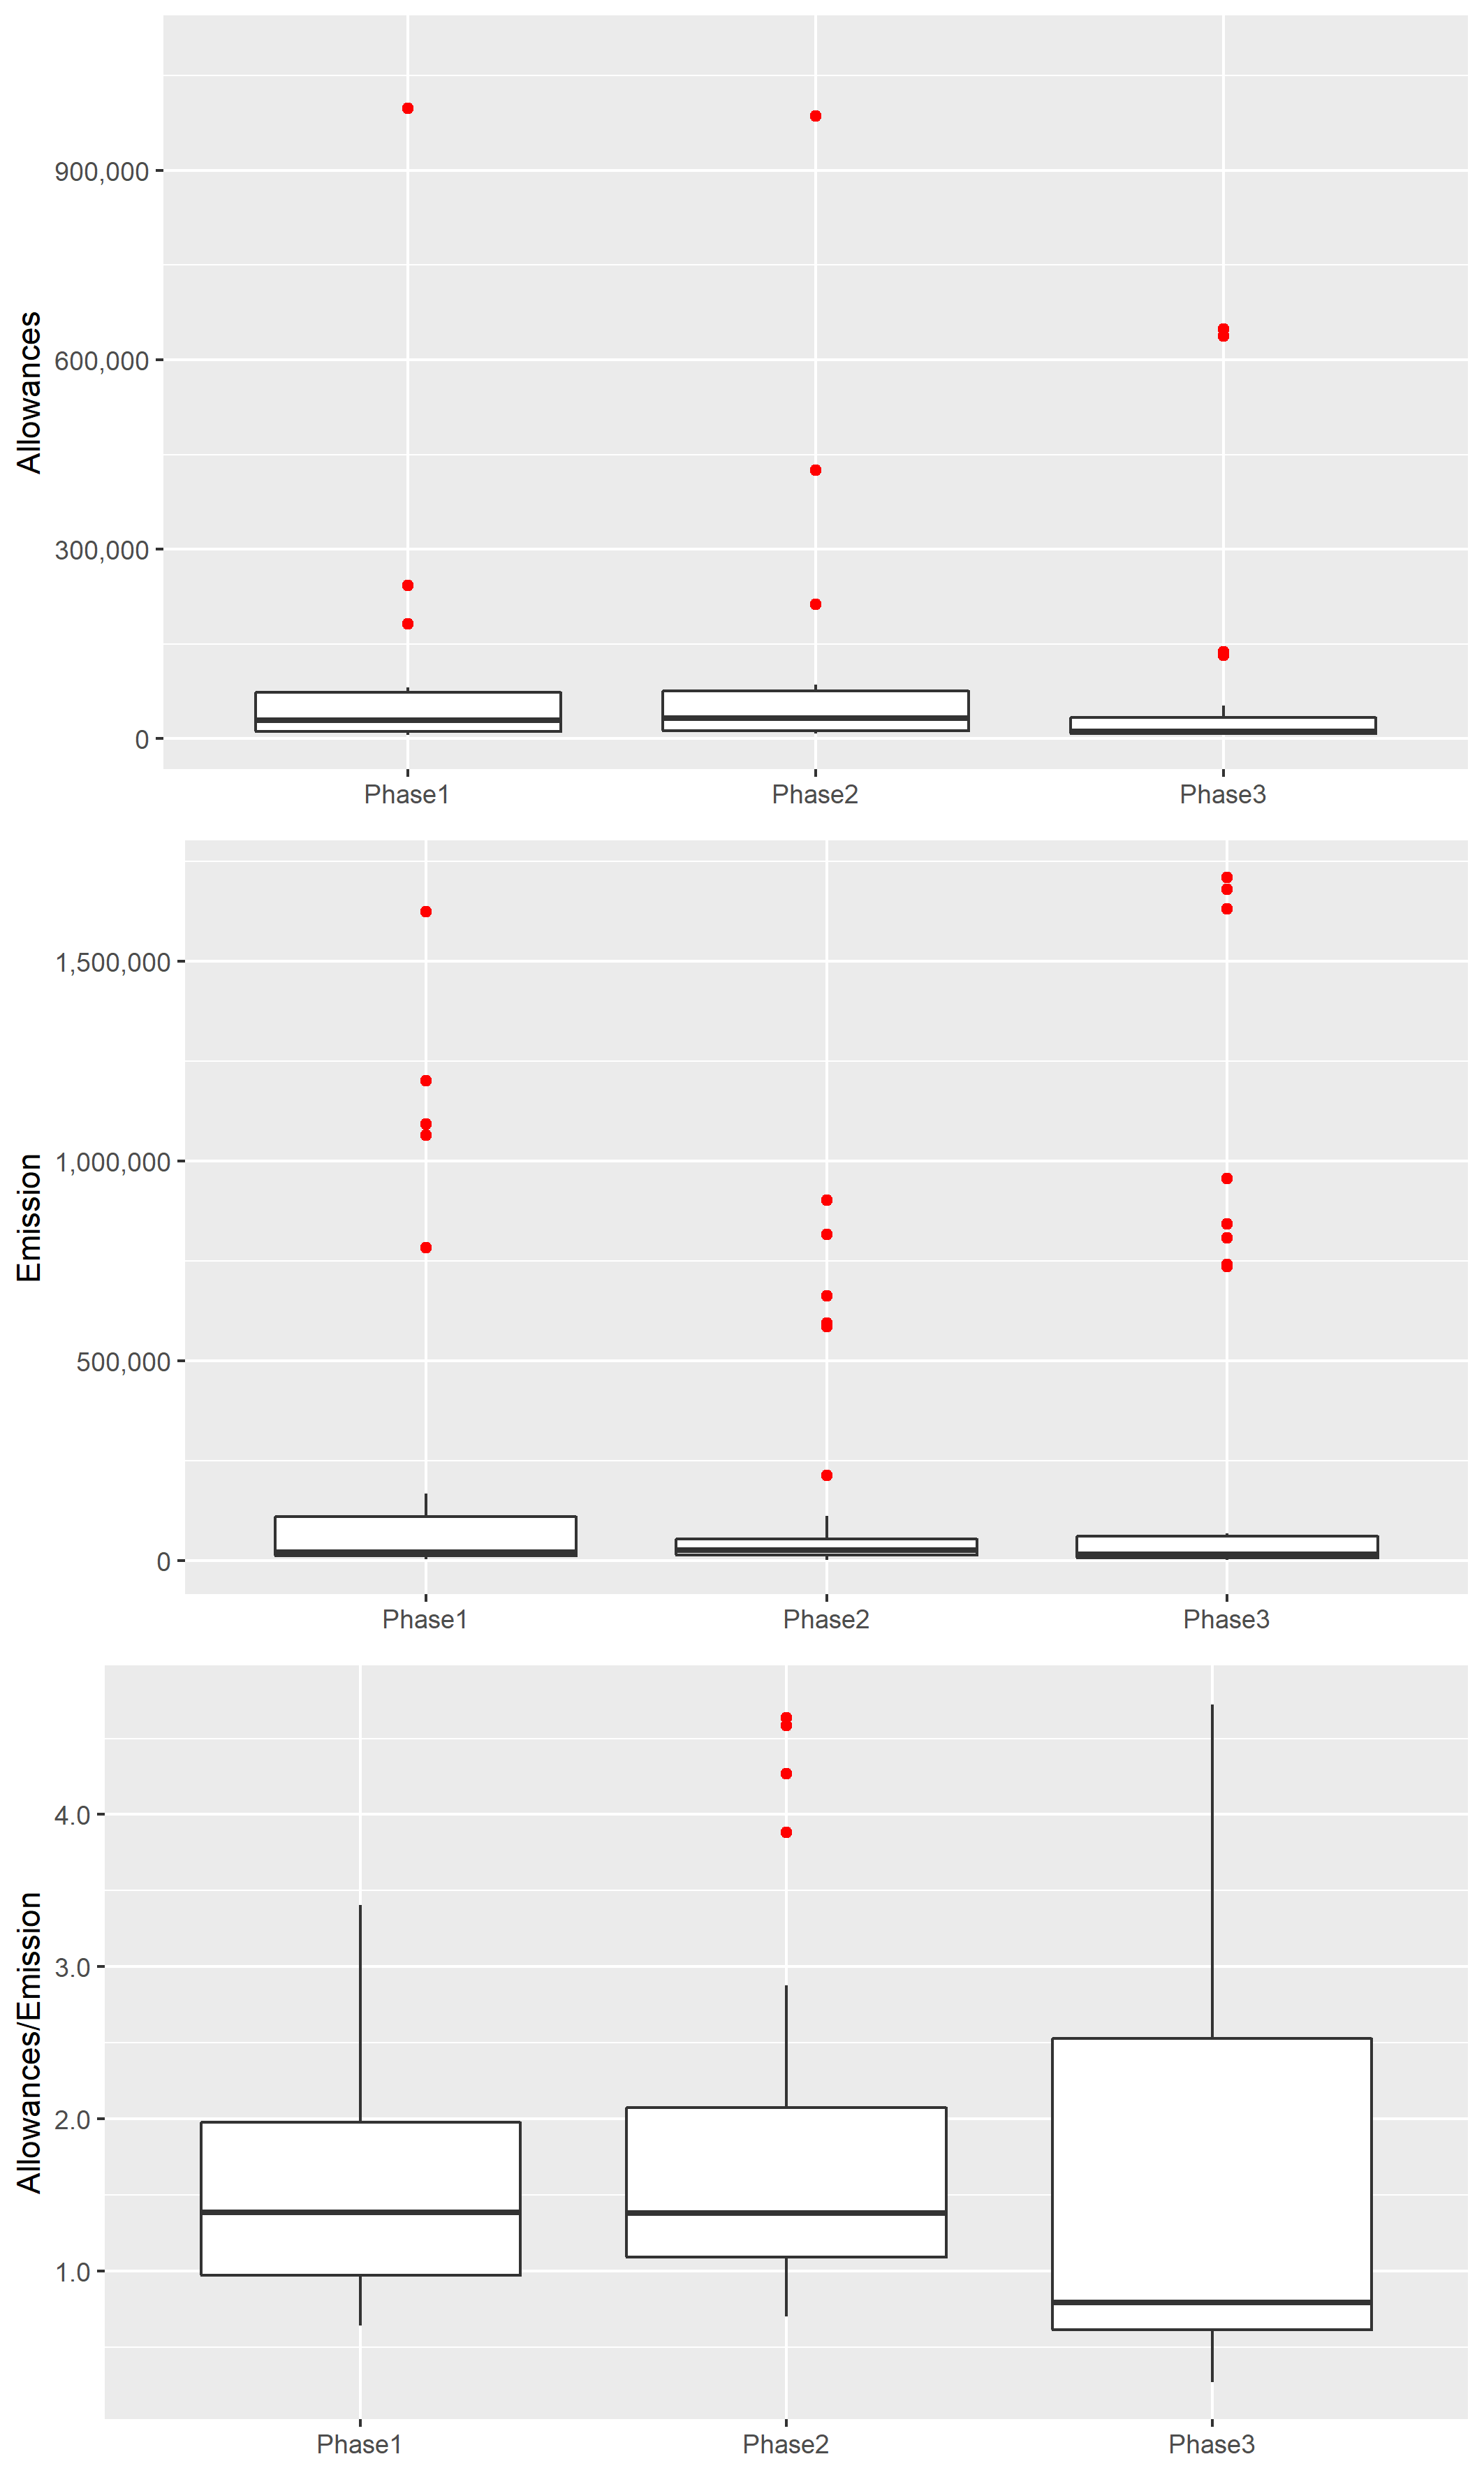 Allowances
900,000
600,000
300,000
0
Phase1 Phase2 Phase3
Emission
1,500,000
1,000,000
500,000
0
Phase1 Phase2 Phase3
Allowances/Emission
4.0
3.0
2.0
1.0
Phase1 Phase2 Phase3